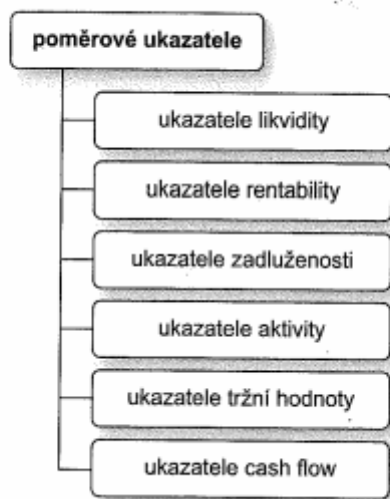 poměrové ukazatele
ukazatele likvidity
ukazatele rentability
ukazatele zadluženosti
ukazatele aktivity
ukazatele tržní hodnoty
ukazatele cash flow